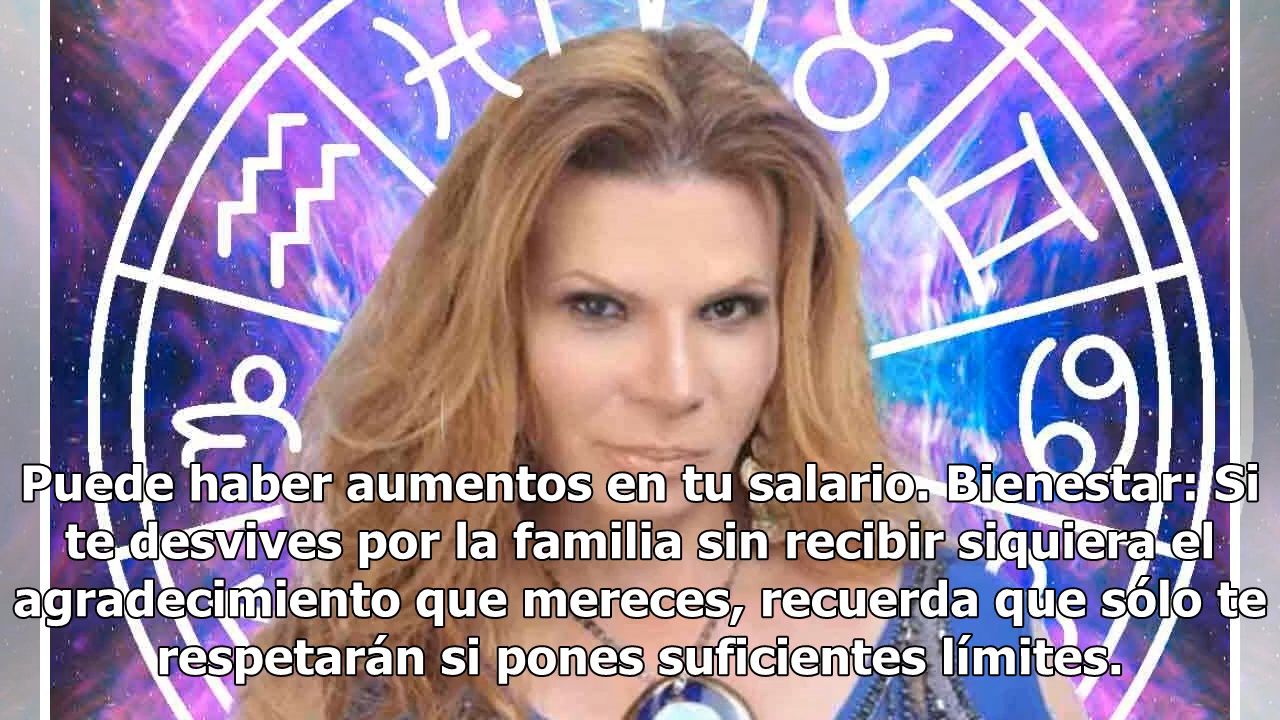 Puede haber aumentos en tu salario. Bienestar: Si
te desvives por la familia sin recibir siquiera el
agradecimiento que mereces, recuerda que sólo te
respetarán si pones suficientes límites.